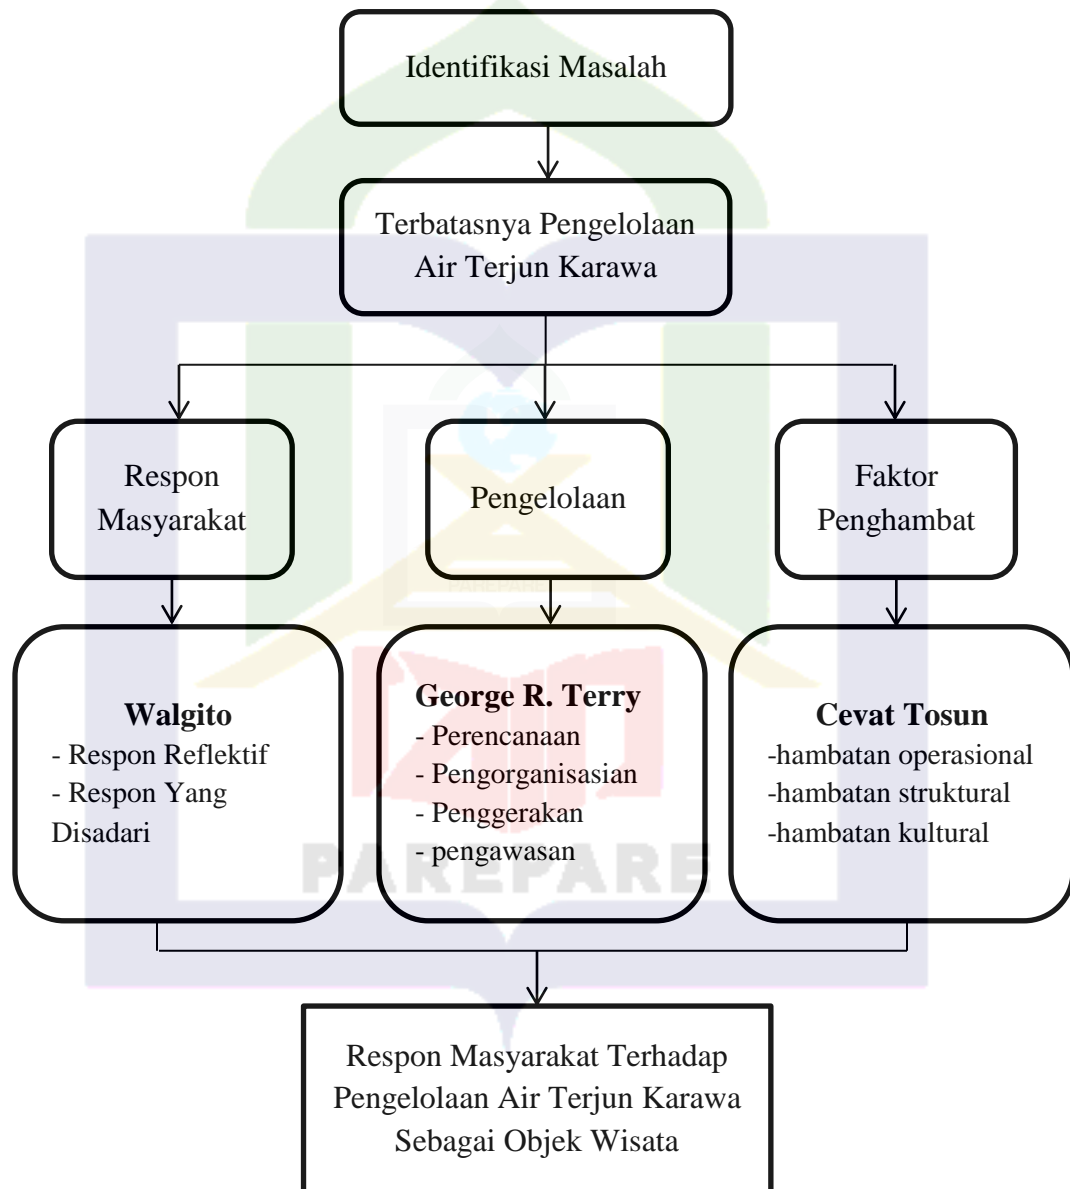 Identifikasi Masalah
Terbatasnya Pengelolaan
Air Terjun Karawa
Respon
Masyarakat
Pengelolaan
Faktor
Penghambat
PAREPARE
Walgito
- Respon Reflektif
- Respon Yang
Disadari
George R. Terry
- Perencanaan
- Pengorganisasian
- Penggerakan
- pengawasan
Cevat Tosun
-hambatan operasional
-hambatan struktural
-hambatan kultural
PAREPARE
Respon Masyarakat Terhadap
Pengelolaan Air Terjun Karawa
Sebagai Objek Wisata